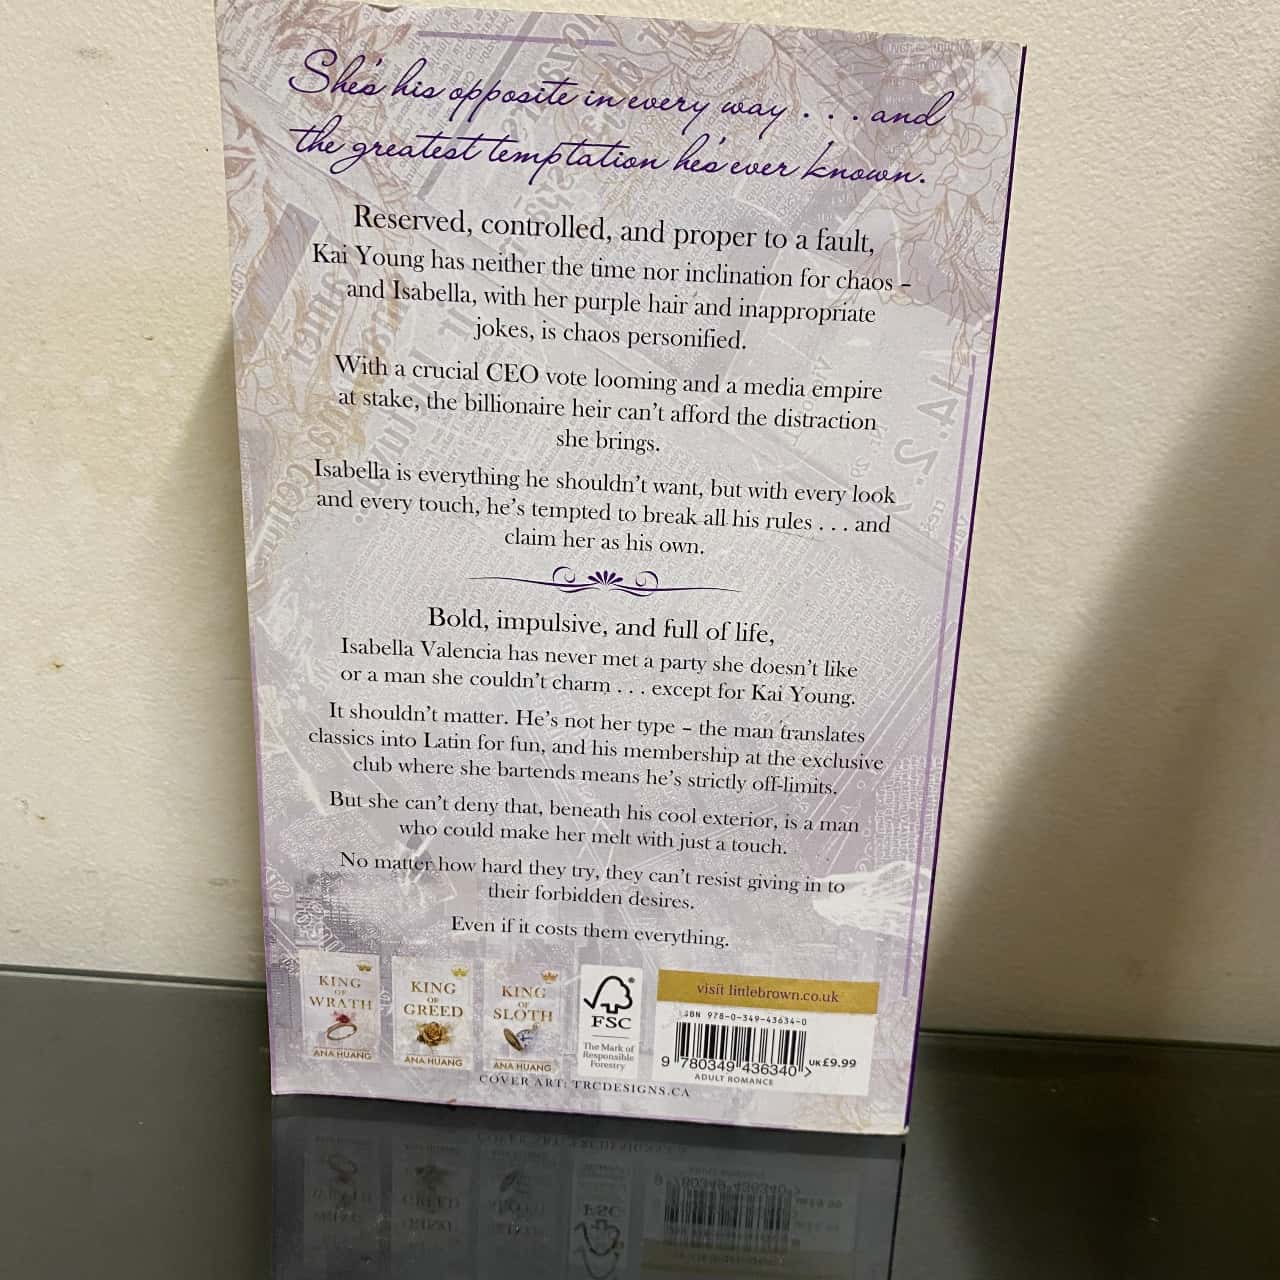 She's his opposite in every way . . . and
the greatest temptation he's ever known.
Reserved, controlled, and proper to a fault,
Kai Young has neither the time nor inclination for chaos –
and Isabella, with her purple hair and inappropriate
jokes, is chaos personified.
With a crucial CEO vote looming and a media empire
at stake, the billionaire heir can't afford the distraction
she brings.
Isabella is everything he shouldn't want, but with every look
and every touch, he's tempted to break all his rules . . . and
claim her as his own.
Bold, impulsive, and full of life,
Isabella Valencia has never met a party she doesn't like
or a man she couldn't charm . . . except for Kai Young.
It shouldn't matter. He's not her type – the man translates
classics into Latin for fun, and his membership at the exclusive
club where she bartends means he's strictly off-limits.
But she can't deny that, beneath his cool exterior, is a man
who could make her melt with just a touch.
No matter how hard they try, they can't resist giving in to
their forbidden desires.
Even if it costs them everything.
KING
OF
WRATH
ANA HUANG
KING
OF
GREED
ANA HUANG
KING
OF
SLOTH
ANA HUANG
FSC
The Mark of
Responsible
Forestry
visit littlebrown.co.uk
ISBN 978-0-349-43634-0
9 780349 436340 >
UK £9.99
ADULT ROMANCE
COVER ART: TRCDESIGNS.CA